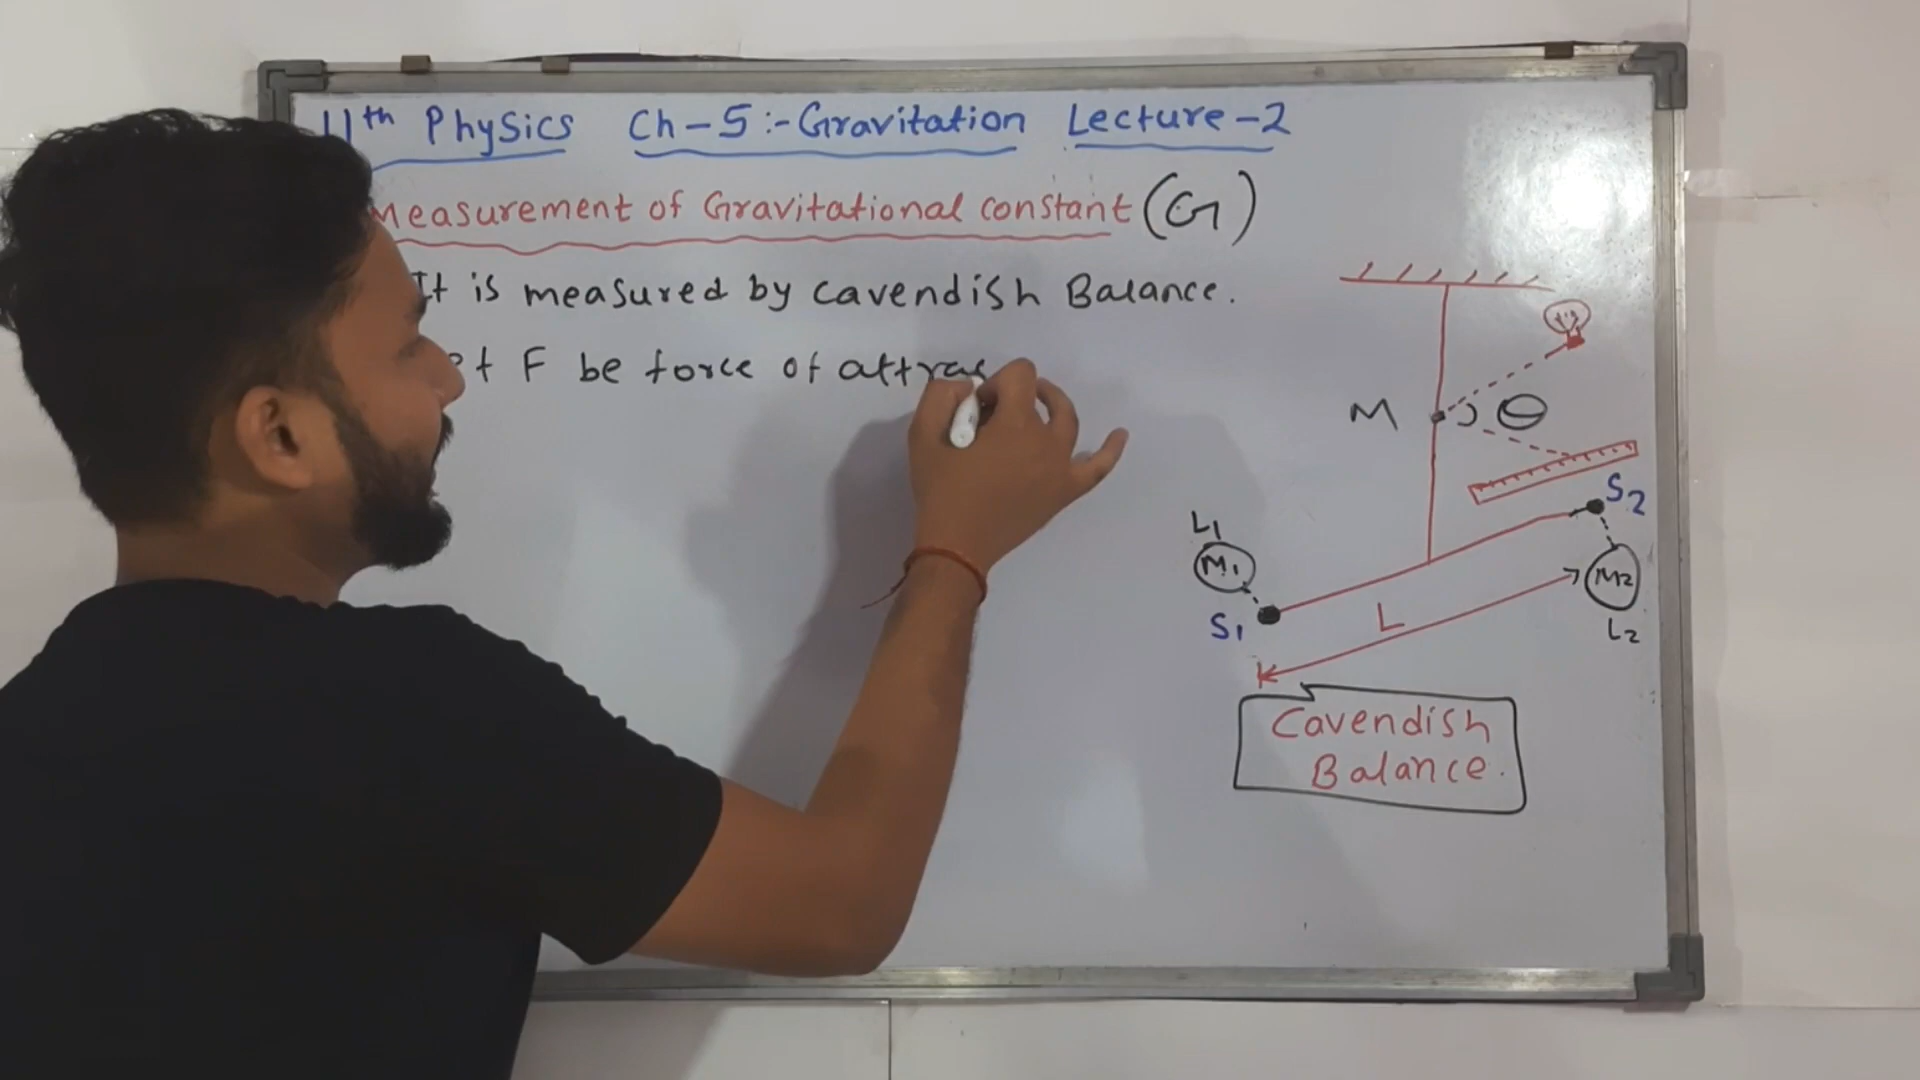 11th Physics Ch-5:-Gravitation Lecture-2
Measurement of Gravitational constant (G)
It is measured by Cavendish Balance.
F be force of
M θ
S2
L1
M1
M2
S1
L
L2
Cavendish
Balance.